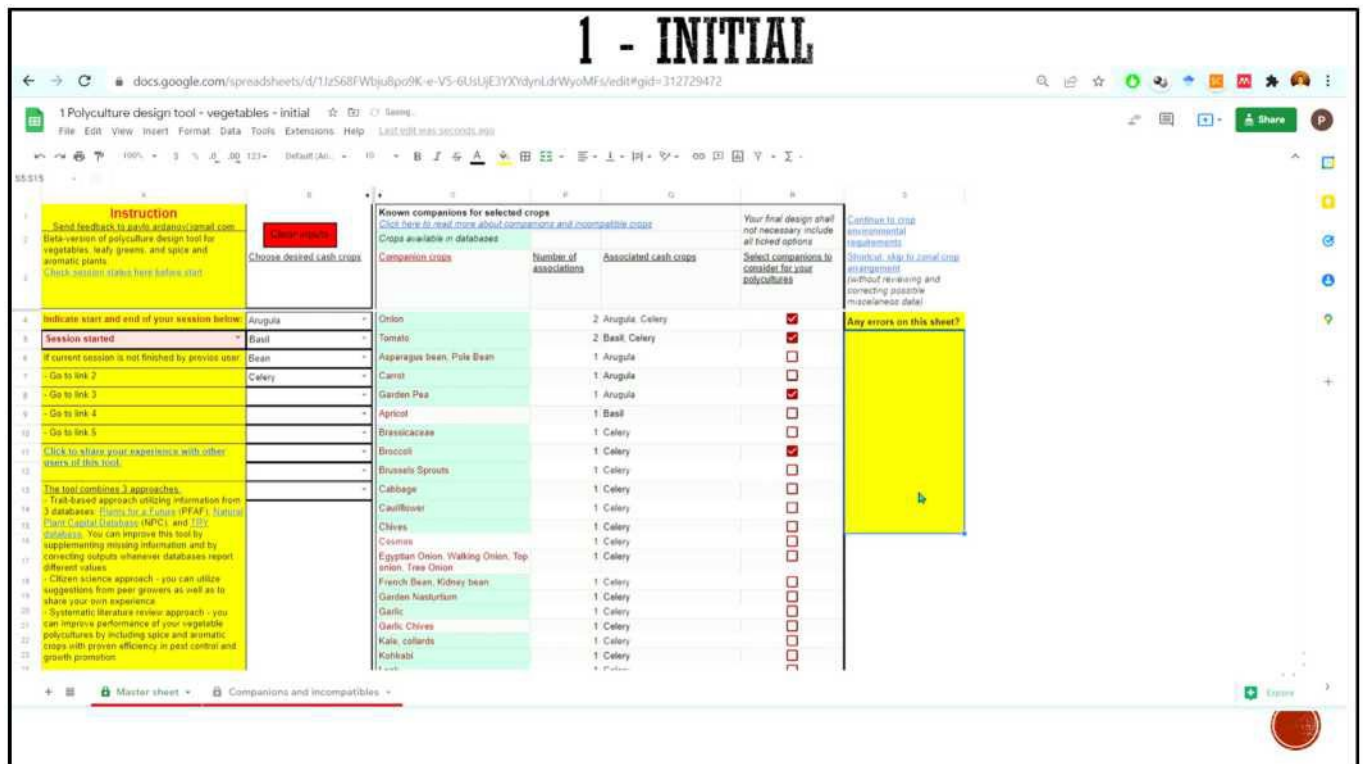 1 - INITIAL
docs.google.com/spreadsheets/d/
1 Polyculture design tool - vegetables - initial
Saving...
File Edit View Insert Format Data Tools Extensions Help Last edit was seconds ago
Share
P
100%
Default (Ari...
10
S5:S15
Instruction
Send feedback to
Beta-version of polyculture design tool for
vegetables, leafy greens, and spice and
aromatic plants.
Check session status here before start
Clear inputs
Choose desired cash crops
Known companions for selected crops
Click here to read more about companions and incompatible crops
Crops available in databases
Companion crops
Number of
associations
Associated cash crops
Your final design shall
not necessary include
all ticked options
Select companions to
consider for your
polycultures
Continue to crop
environmental
requirements
Shortcut: skip to zonal crop
arrangement
(without reviewing and
correcting possible
miscelaneos data)
Indicate start and end of your session below:
Arugula
Onion
2 Arugula, Celery
Any errors on this sheet?
Session started
Basil
Tomato
2 Basil, Celery
If current session is not finished by previos user
Bean
Asparagus bean, Pole Bean
1 Arugula
- Go to link 2
Celery
Carrot
1 Arugula
- Go to link 3
Garden Pea
1 Arugula
- Go to link 4
Apricot
1 Basil
- Go to link 5
Brassicaceae
1 Celery
Click to share your experience with other
users of this tool.
Broccoli
1 Celery
Brussels Sprouts
1 Celery
The tool combines 3 approaches.
- Trait-based approach utilizing information from
3 databases: Plants for a Future (PFAF), Natural
Plant Capital Database (NPC), and TRY
database. You can improve this tool by
supplementing missing information and by
correcting outputs whenever databases report
different values
- Citizen science approach - you can utilize
suggestions from peer growers as well as to
share your own experience
- Systematic literature review approach - you
can improve performance of your vegetable
polycultures by including spice and aromatic
crops with proven efficiency in pest control and
growth promotion
Cabbage
1 Celery
Cauliflower
1 Celery
Chives
1 Celery
Cosmos
1 Celery
Egyptian Onion, Walking Onion, Top
onion, Tree Onion
1 Celery
French Bean, Kidney bean
1 Celery
Garden Nasturtium
1 Celery
Garlic
1 Celery
Garlic Chives
1 Celery
Kale, collards
1 Celery
Kohkabi
1 Celery
Master sheet
Companions and incompatibles
Explore